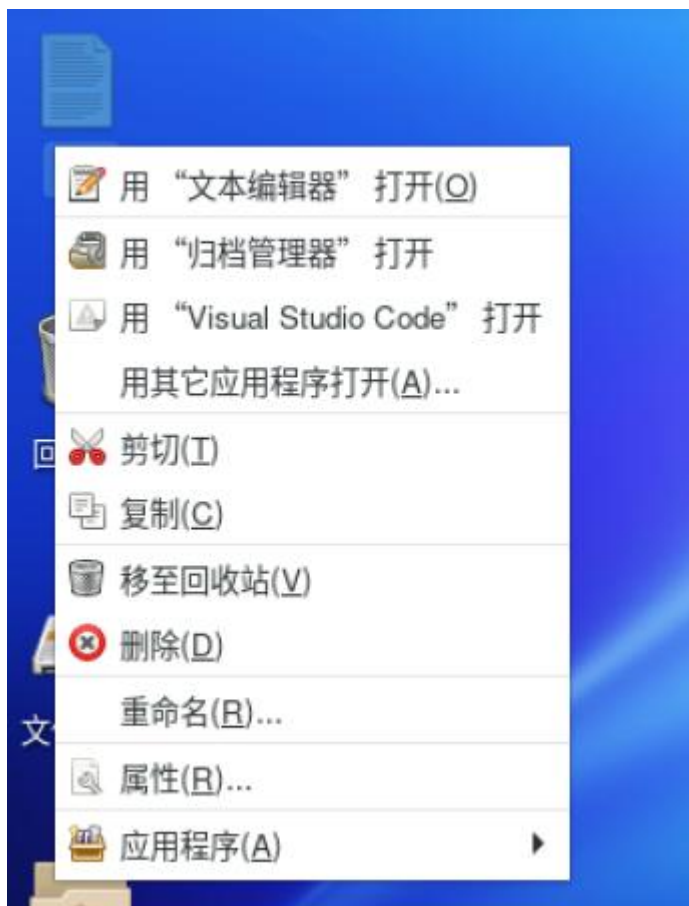 用 “文本编辑器” 打开(O)
用 “归档管理器” 打开
用 “Visual Studio Code” 打开
用其它应用程序打开(A)...
剪切(T)
回
复制(C)
移至回收站(V)
删除(D)
重命名(R)...
文
属性(R)...
应用程序(A)